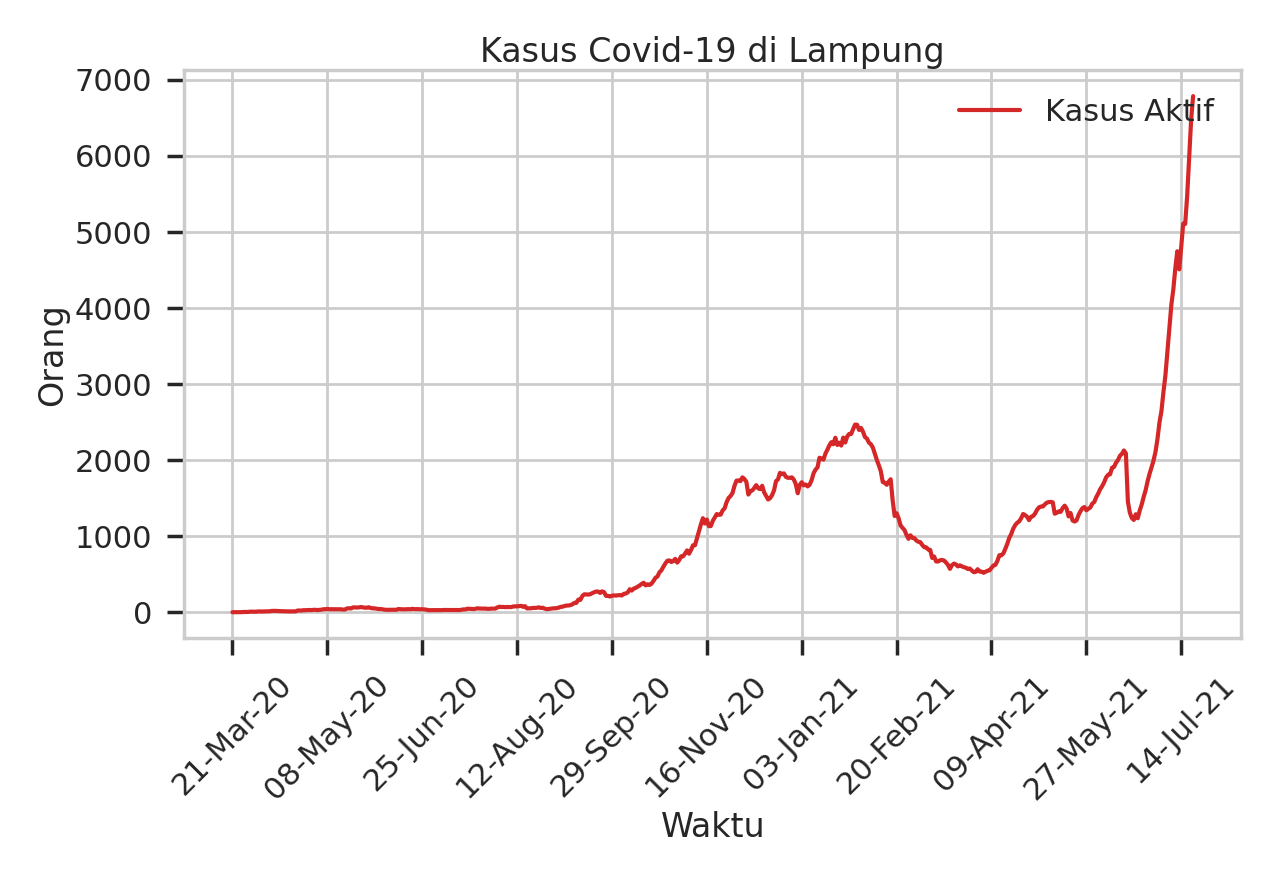 Kasus Covid-19 di Lampung
Kasus Aktif
7000
6000
5000
4000
3000
2000
1000
0
Orang
21-Mar-20
08-May-20
25-Jun-20
12-Aug-20
29-Sep-20
16-Nov-20
03-Jan-21
20-Feb-21
09-Apr-21
27-May-21
14-Jul-21
Waktu